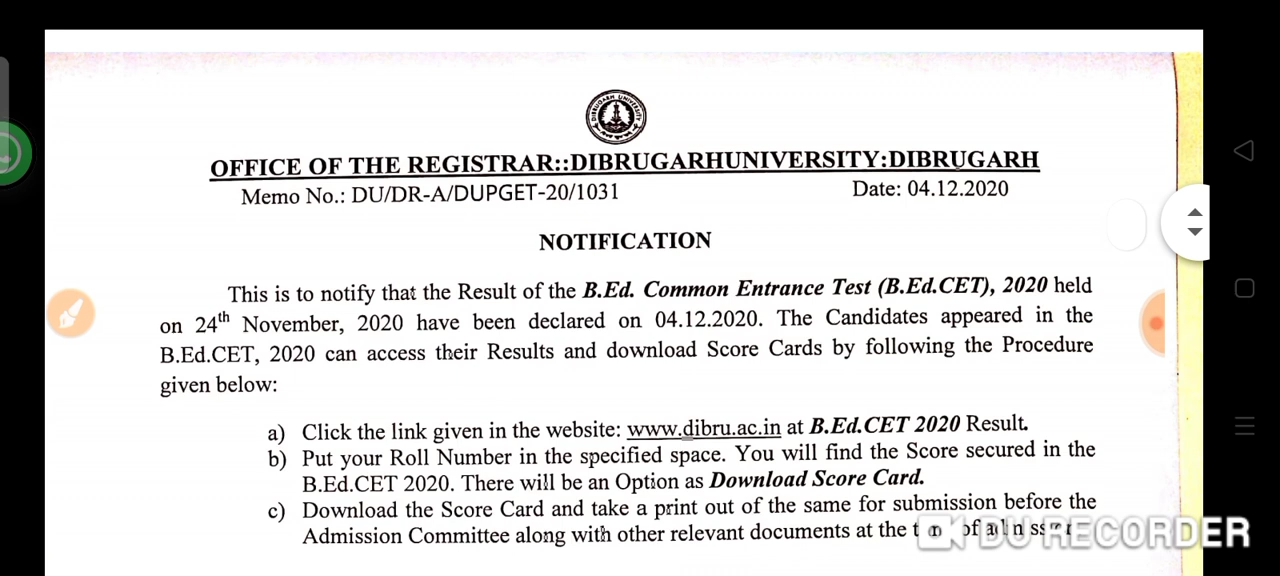 DIBRUGARH UNIVERSITY
OFFICE OF THE REGISTRAR::DIBRUGARHUNIVERSITY:DIBRUGARH
Memo No.: DU/DR-A/DUPGET-20/1031 Date: 04.12.2020
NOTIFICATION
This is to notify that the Result of the B.Ed. Common Entrance Test (B.Ed.CET), 2020 held
on 24th November, 2020 have been declared on 04.12.2020. The Candidates appeared in the
B.Ed.CET, 2020 can access their Results and download Score Cards by following the Procedure
given below:
a) Click the link given in the website: www.dibru.ac.in at B.Ed.CET 2020 Result.
b) Put your Roll Number in the specified space. You will find the Score secured in the
B.Ed.CET 2020. There will be an Option as Download Score Card.
c) Download the Score Card and take a print out of the same for submission before the
Admission Committee along with other relevant documents at the of
DU RECORDER